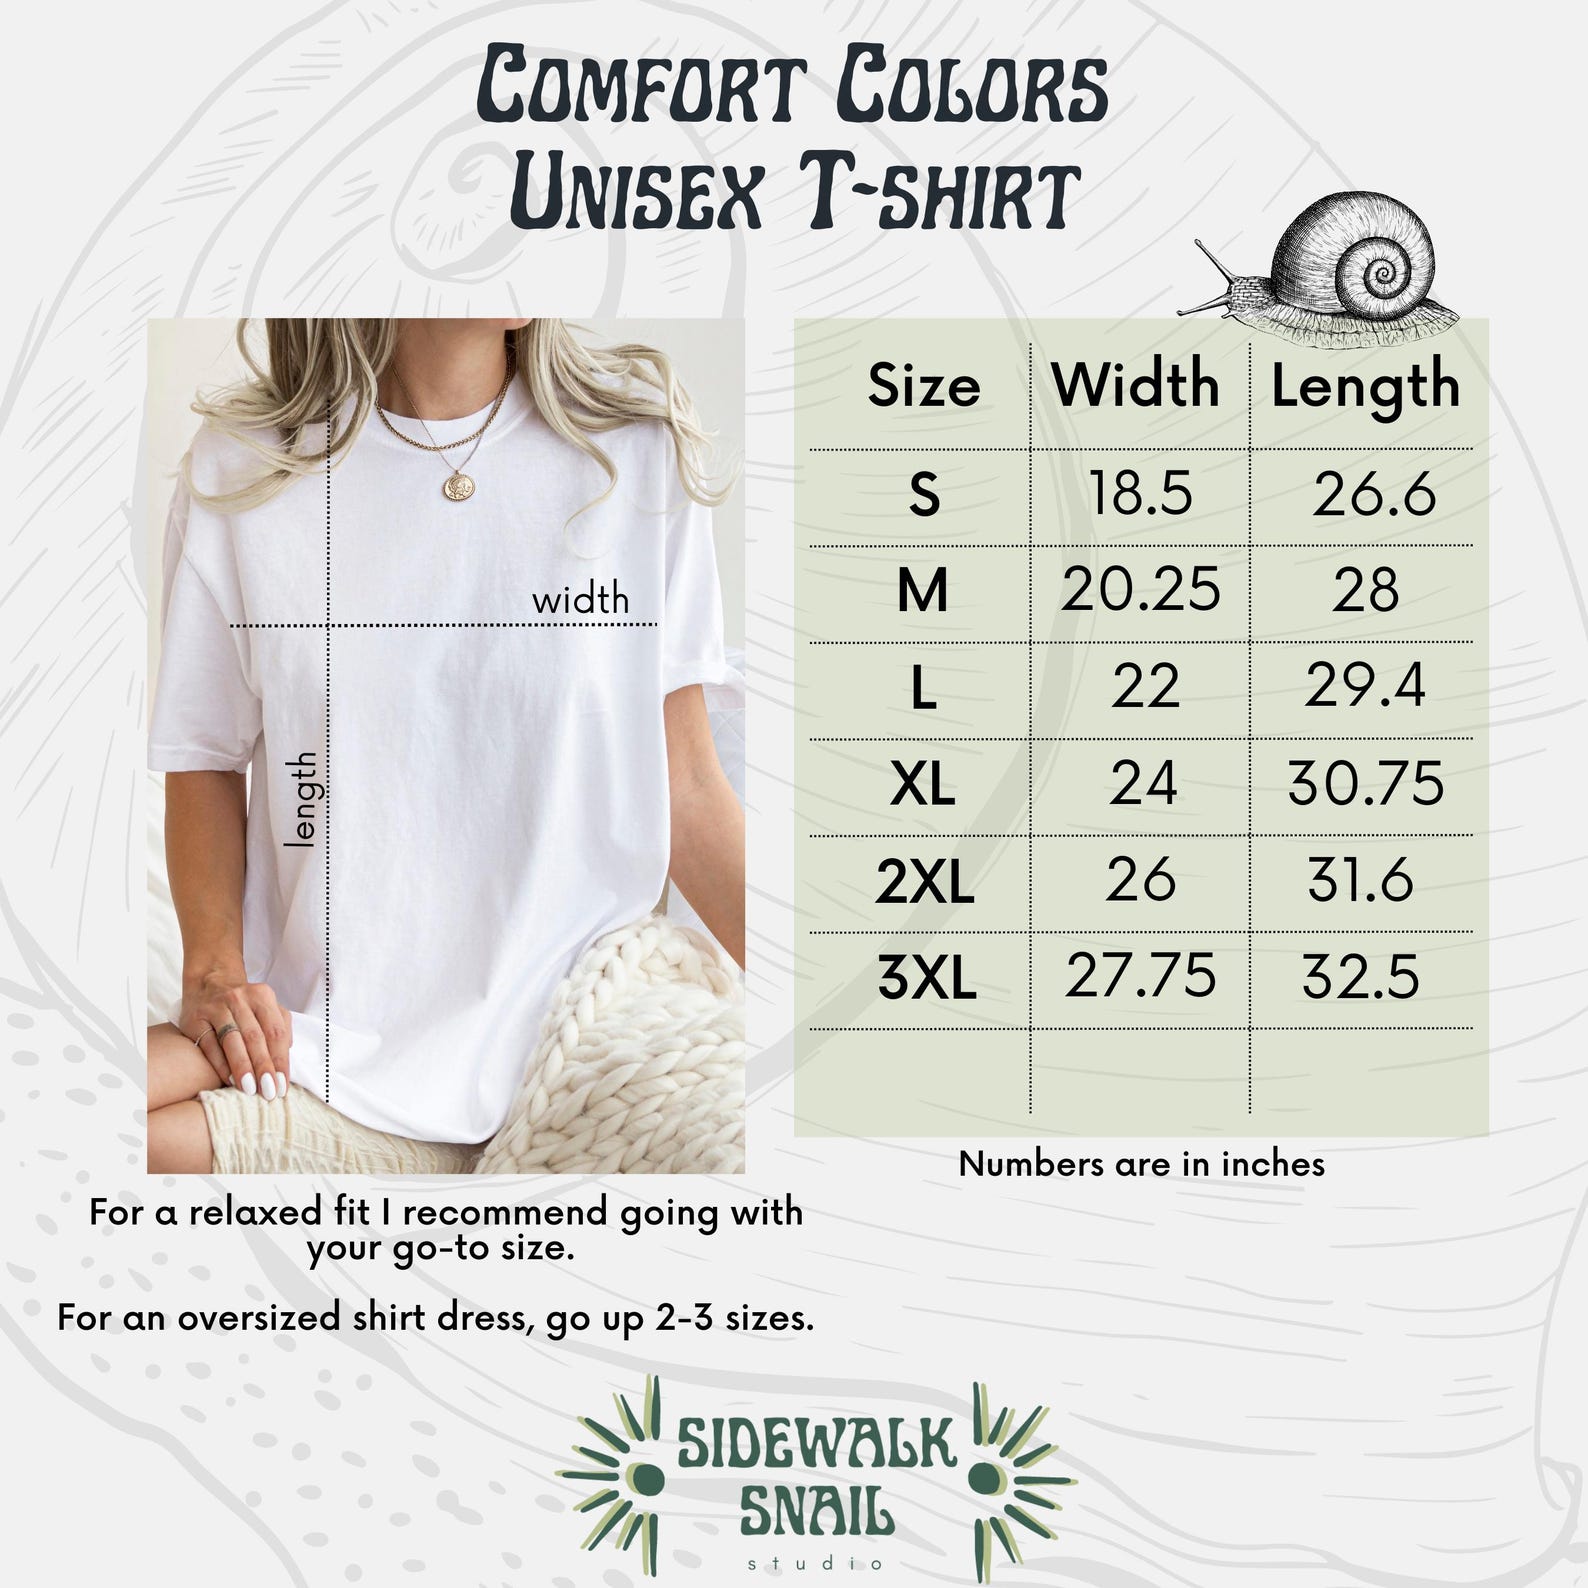 Comfort Colors
Unisex T-shirt
width
length
Size Width Length
S 18.5 26.6
M 20.25 28
L 22 29.4
XL 24 30.75
2XL 26 31.6
3XL 27.75 32.5
Numbers are in inches
For a relaxed fit I recommend going with
your go-to size.
For an oversized shirt dress, go up 2-3 sizes.
SIDEWALK
SNAIL
studio